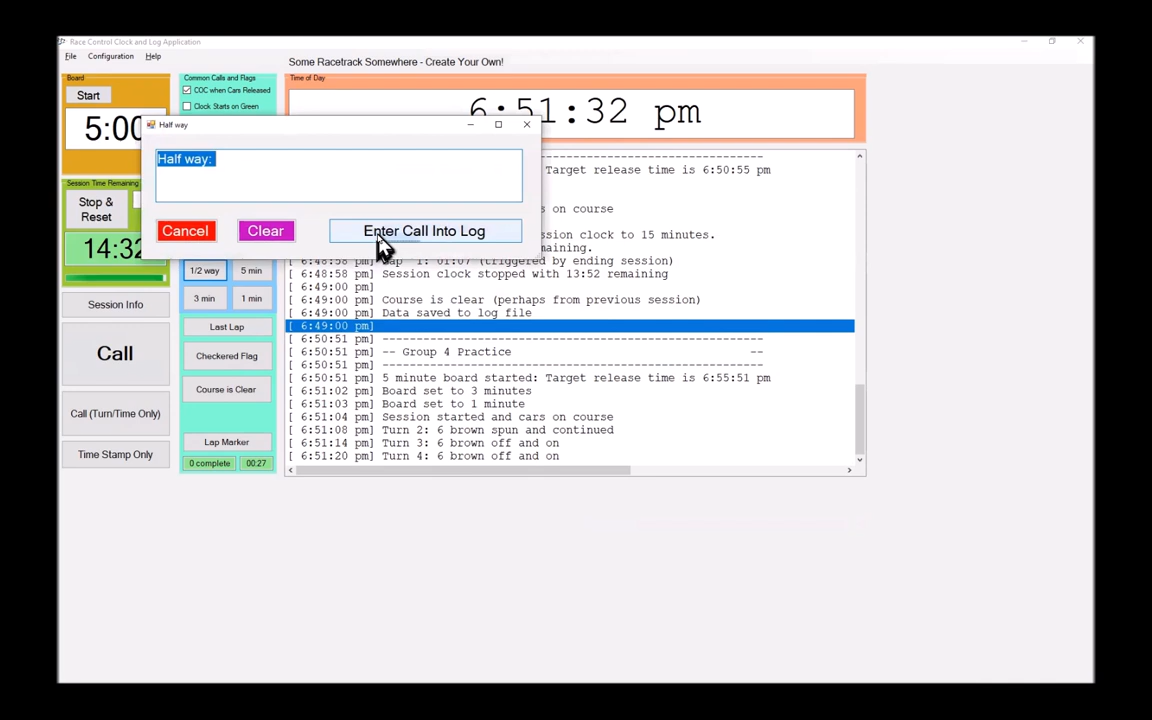 Race Control Clock and Log Application
File Configuration Help
Some Racetrack Somewhere - Create Your Own!
Board
Start
5:00
Common Calls and Flags
COC when Cars Released
Clock Starts on Green
Time of Day
6:51:32 pm
Half way
Half way:
Cancel
Clear
Enter Call Into Log
Session Time Remaining
Stop & Reset
14:32
1/2 way
5 min
3 min
1 min
Session Info
Call
Call (Turn/Time Only)
Time Stamp Only
Last Lap
Checkered Flag
Course is Clear
Lap Marker
0 complete
00:27
Target release time is 6:50:55 pm
s on course
ssion clock to 15 minutes.
maining.
(triggered by ending session)
[ 6:48:58 pm] Session clock stopped with 13:52 remaining
[ 6:49:00 pm]
[ 6:49:00 pm] Course is clear (perhaps from previous session)
[ 6:49:00 pm] Data saved to log file
[ 6:49:00 pm]
[ 6:50:51 pm] ---------------------------------------------------
[ 6:50:51 pm] -- Group 4 Practice --
[ 6:50:51 pm] ---------------------------------------------------
[ 6:50:51 pm] 5 minute board started: Target release time is 6:55:51 pm
[ 6:51:02 pm] Board set to 3 minutes
[ 6:51:03 pm] Board set to 1 minute
[ 6:51:04 pm] Session started and cars on course
[ 6:51:08 pm] Turn 2: 6 brown spun and continued
[ 6:51:14 pm] Turn 3: 6 brown off and on
[ 6:51:20 pm] Turn 4: 6 brown off and on